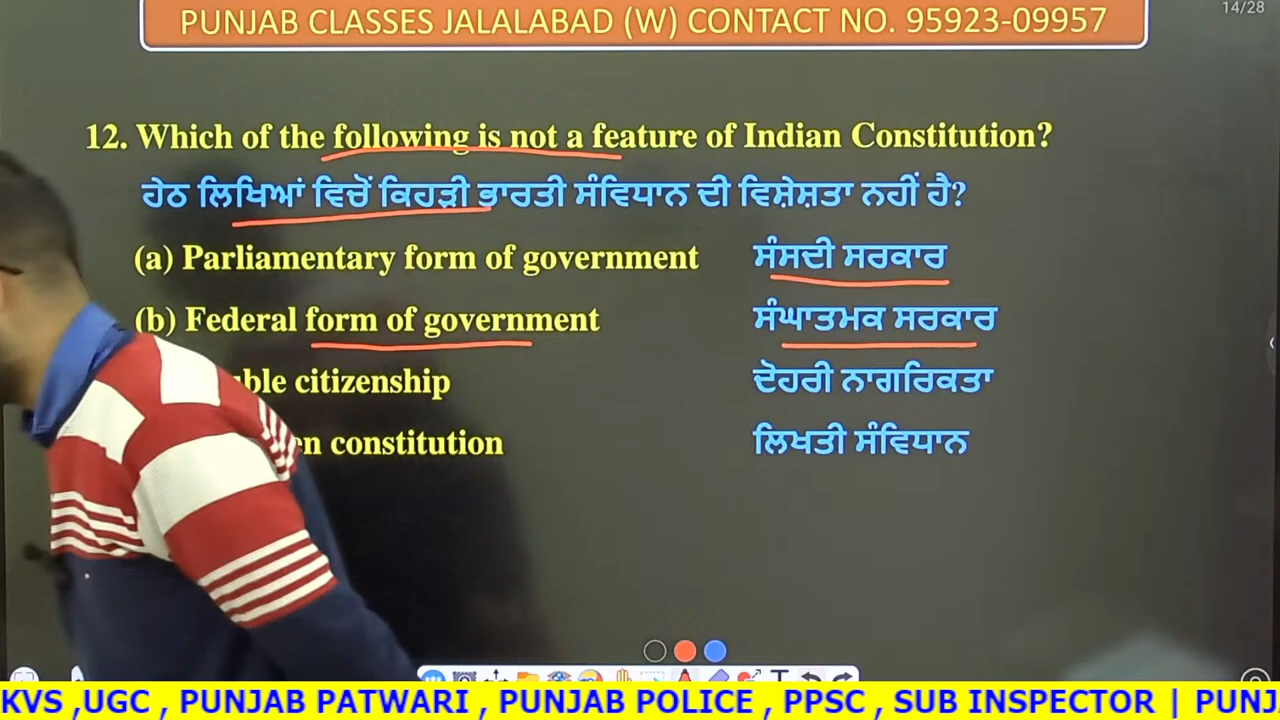 PUNJAB CLASSES JALALABAD (W) CONTACT NO. 95923-09957
14/28
12. Which of the following is not a feature of Indian Constitution?
ਹੇਠ ਲਿਖਿਆਂ ਵਿਚੋਂ ਕਿਹੜੀ ਭਾਰਤੀ ਸੰਵਿਧਾਨ ਦੀ ਵਿਸ਼ੇਸ਼ਤਾ ਨਹੀਂ ਹੈ?
(a) Parliamentary form of government ਸੰਸਦੀ ਸਰਕਾਰ
(b) Federal form of government ਸੰਘਾਤਮਕ ਸਰਕਾਰ
citizenship ਦੋਹਰੀ ਨਾਗਰਿਕਤਾ
constitution ਲਿਖਤੀ ਸੰਵਿਧਾਨ
KVS ,UGC , PUNJAB PATWARI , PUNJAB POLICE , PPSC , SUB INSPECTOR |